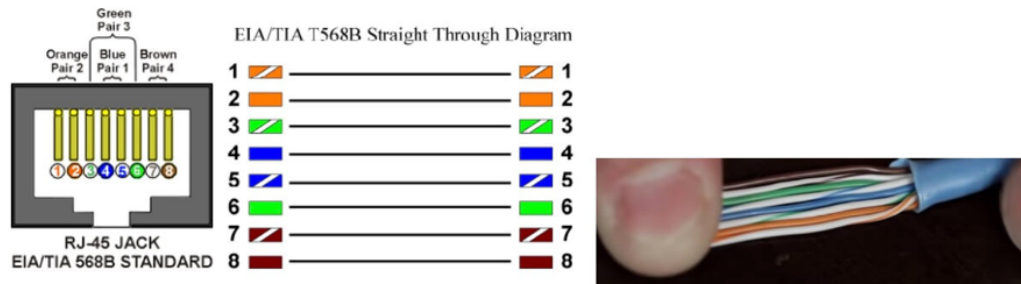 Green
Pair 3
Orange Blue Brown
Pair 2 Pair 1 Pair 4
1 2 3 4 5 6 7 8
RJ-45 JACK
EIA/TIA 568B STANDARD
EIA/TIA T568B Straight Through Diagram
1 1
2 2
3 3
4 4
5 5
6 6
7 7
8 8